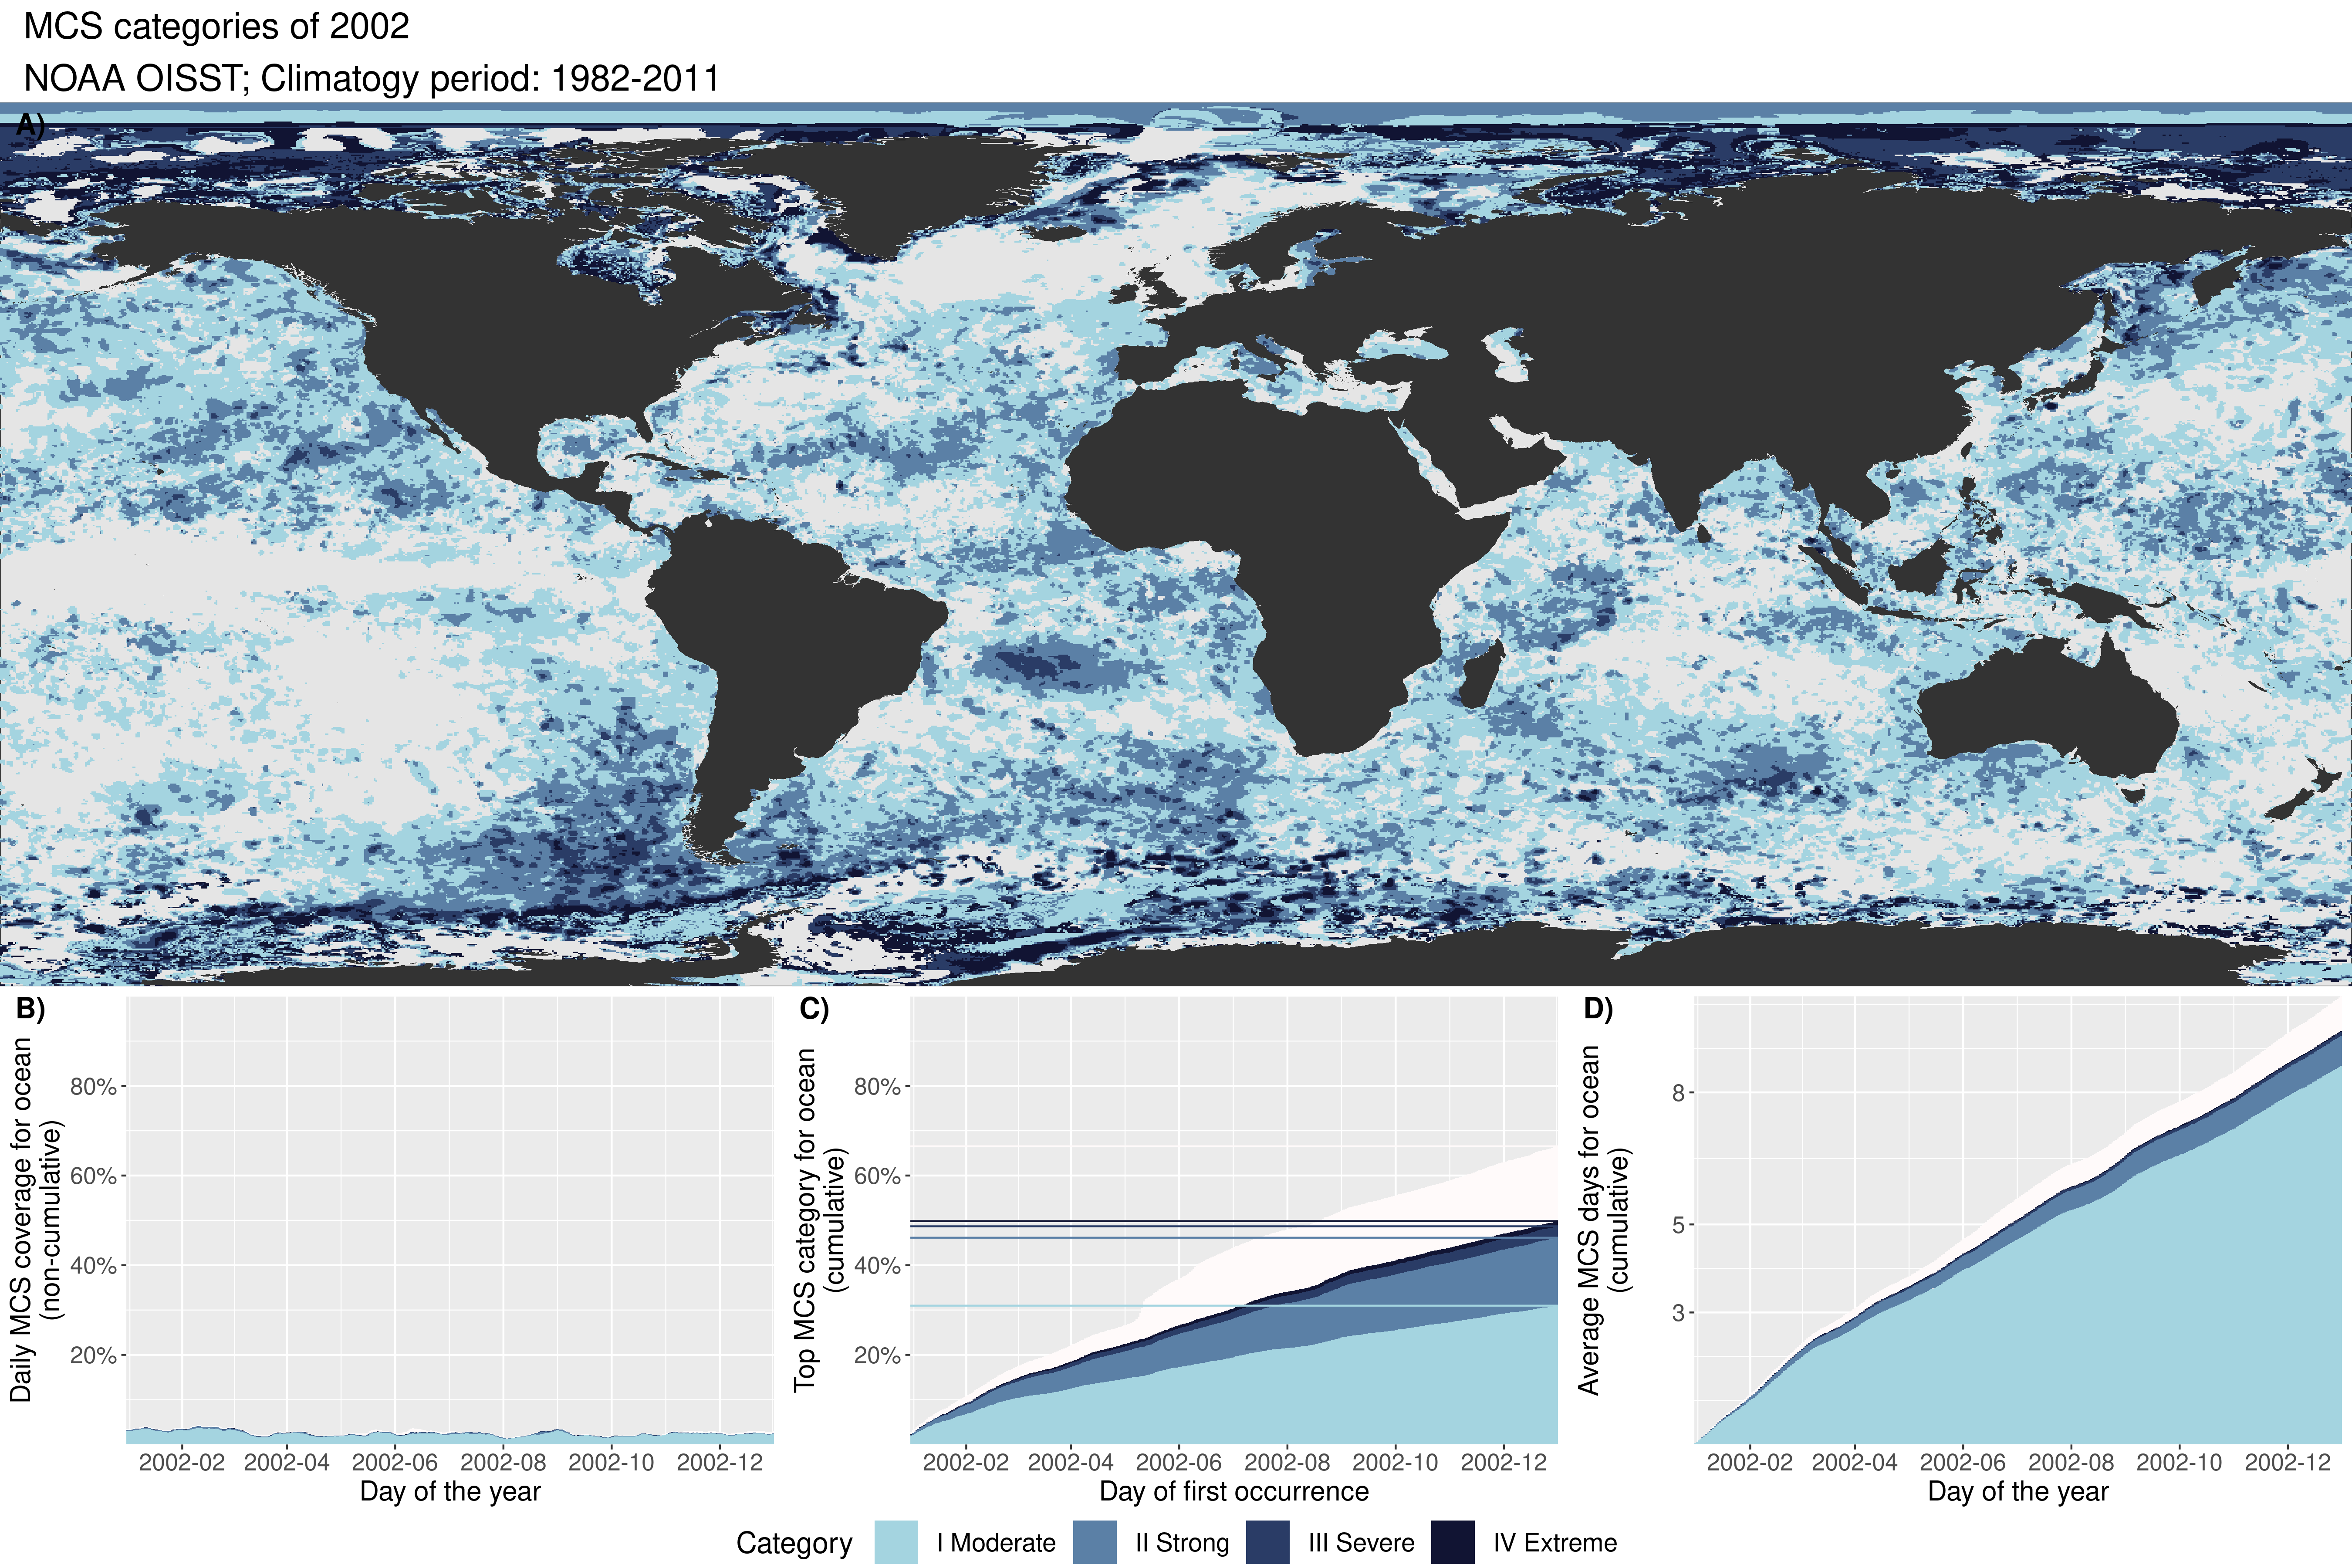 MCS categories of 2002
NOAA OISST; Climatogy period: 1982-2011
A)
B)
Daily MCS coverage for ocean
(non-cumulative)
80%
60%
40%
20%
2002-02 2002-04 2002-06 2002-08 2002-10 2002-12
Day of the year
C)
Top MCS category for ocean
(cumulative)
80%
60%
40%
20%
2002-02 2002-04 2002-06 2002-08 2002-10 2002-12
Day of first occurrence
D)
Average MCS days for ocean
(cumulative)
8
5
3
2002-02 2002-04 2002-06 2002-08 2002-10 2002-12
Day of the year
Category I Moderate II Strong III Severe IV Extreme